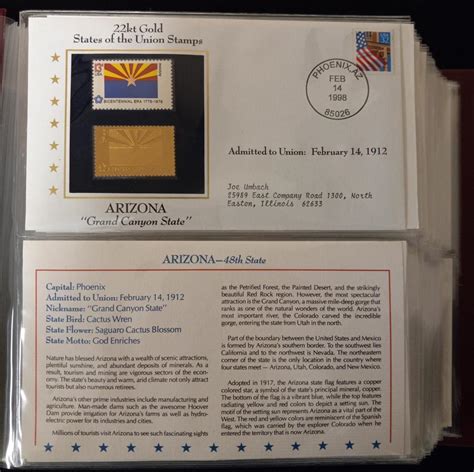 22kt Gold
States of the Union Stamps
BICENTENNIAL ERA 1776-1976
ARIZONA
"Grand Canyon State"
PHOENIX, AZ
FEB
14
1998
85026
32
Admitted to Union: February 14, 1912
Joe Umbach
25989 East Company Road 1300, North
Easton, Illinois 62633
ARIZONA—48th State
Capital: Phoenix
Admitted to Union: February 14, 1912
Nickname: "Grand Canyon State"
State Bird: Cactus Wren
State Flower: Saguaro Cactus Blossom
State Motto: God Enriches
Nature has blessed Arizona with a wealth of scenic attractions,
plentiful sunshine, and abundant deposits of minerals. As a
result, tourism and mining are vigorous sectors of the economy.
The state's easy, warm, and climate not only attract
tourists but also numerous retirees.
Arizona's other prime industries include manufacturing and
agriculture. Man-made items such as the awesome Hoover
Dam provide irrigation for Arizona's farms as well as hydro-
electric power for its industries and cities.
Millions of tourists visit Arizona to see such fascinating sights
as the Petrified Forest, the Painted Desert, and the strikingly
beautiful Red Rock region. However, the most spectacular
attraction is the Grand Canyon, a massive mile-deep gorge that
ranks as one of the natural wonders of the world. Arizona's
most important river, the Colorado carved the incredible
Grand Canyon, entering the state from Utah in the north.
Part of the boundary between the United States and Mexico is
formed by Arizona's southern border. To the southwest lies
California and to the northwest is Nevada. The northeastern
corner of the state is the only location in the country where
four states meet — Arizona, Utah, Colorado, and New Mexico.
Adopted in 1917, the Arizona state flag features a copper
colored star, a symbol of the state's principal mineral, copper.
The bottom of the flag is a vibrant blue, while the top features
radiating yellow and red colors to depict a setting sun. The
motif of the setting sun represents Arizona as a vital part of the
West. The red and yellow colors are reminiscent of the Spanish
flag, which was carried by the explorer Coronado when he
entered the territory that is now Arizona.